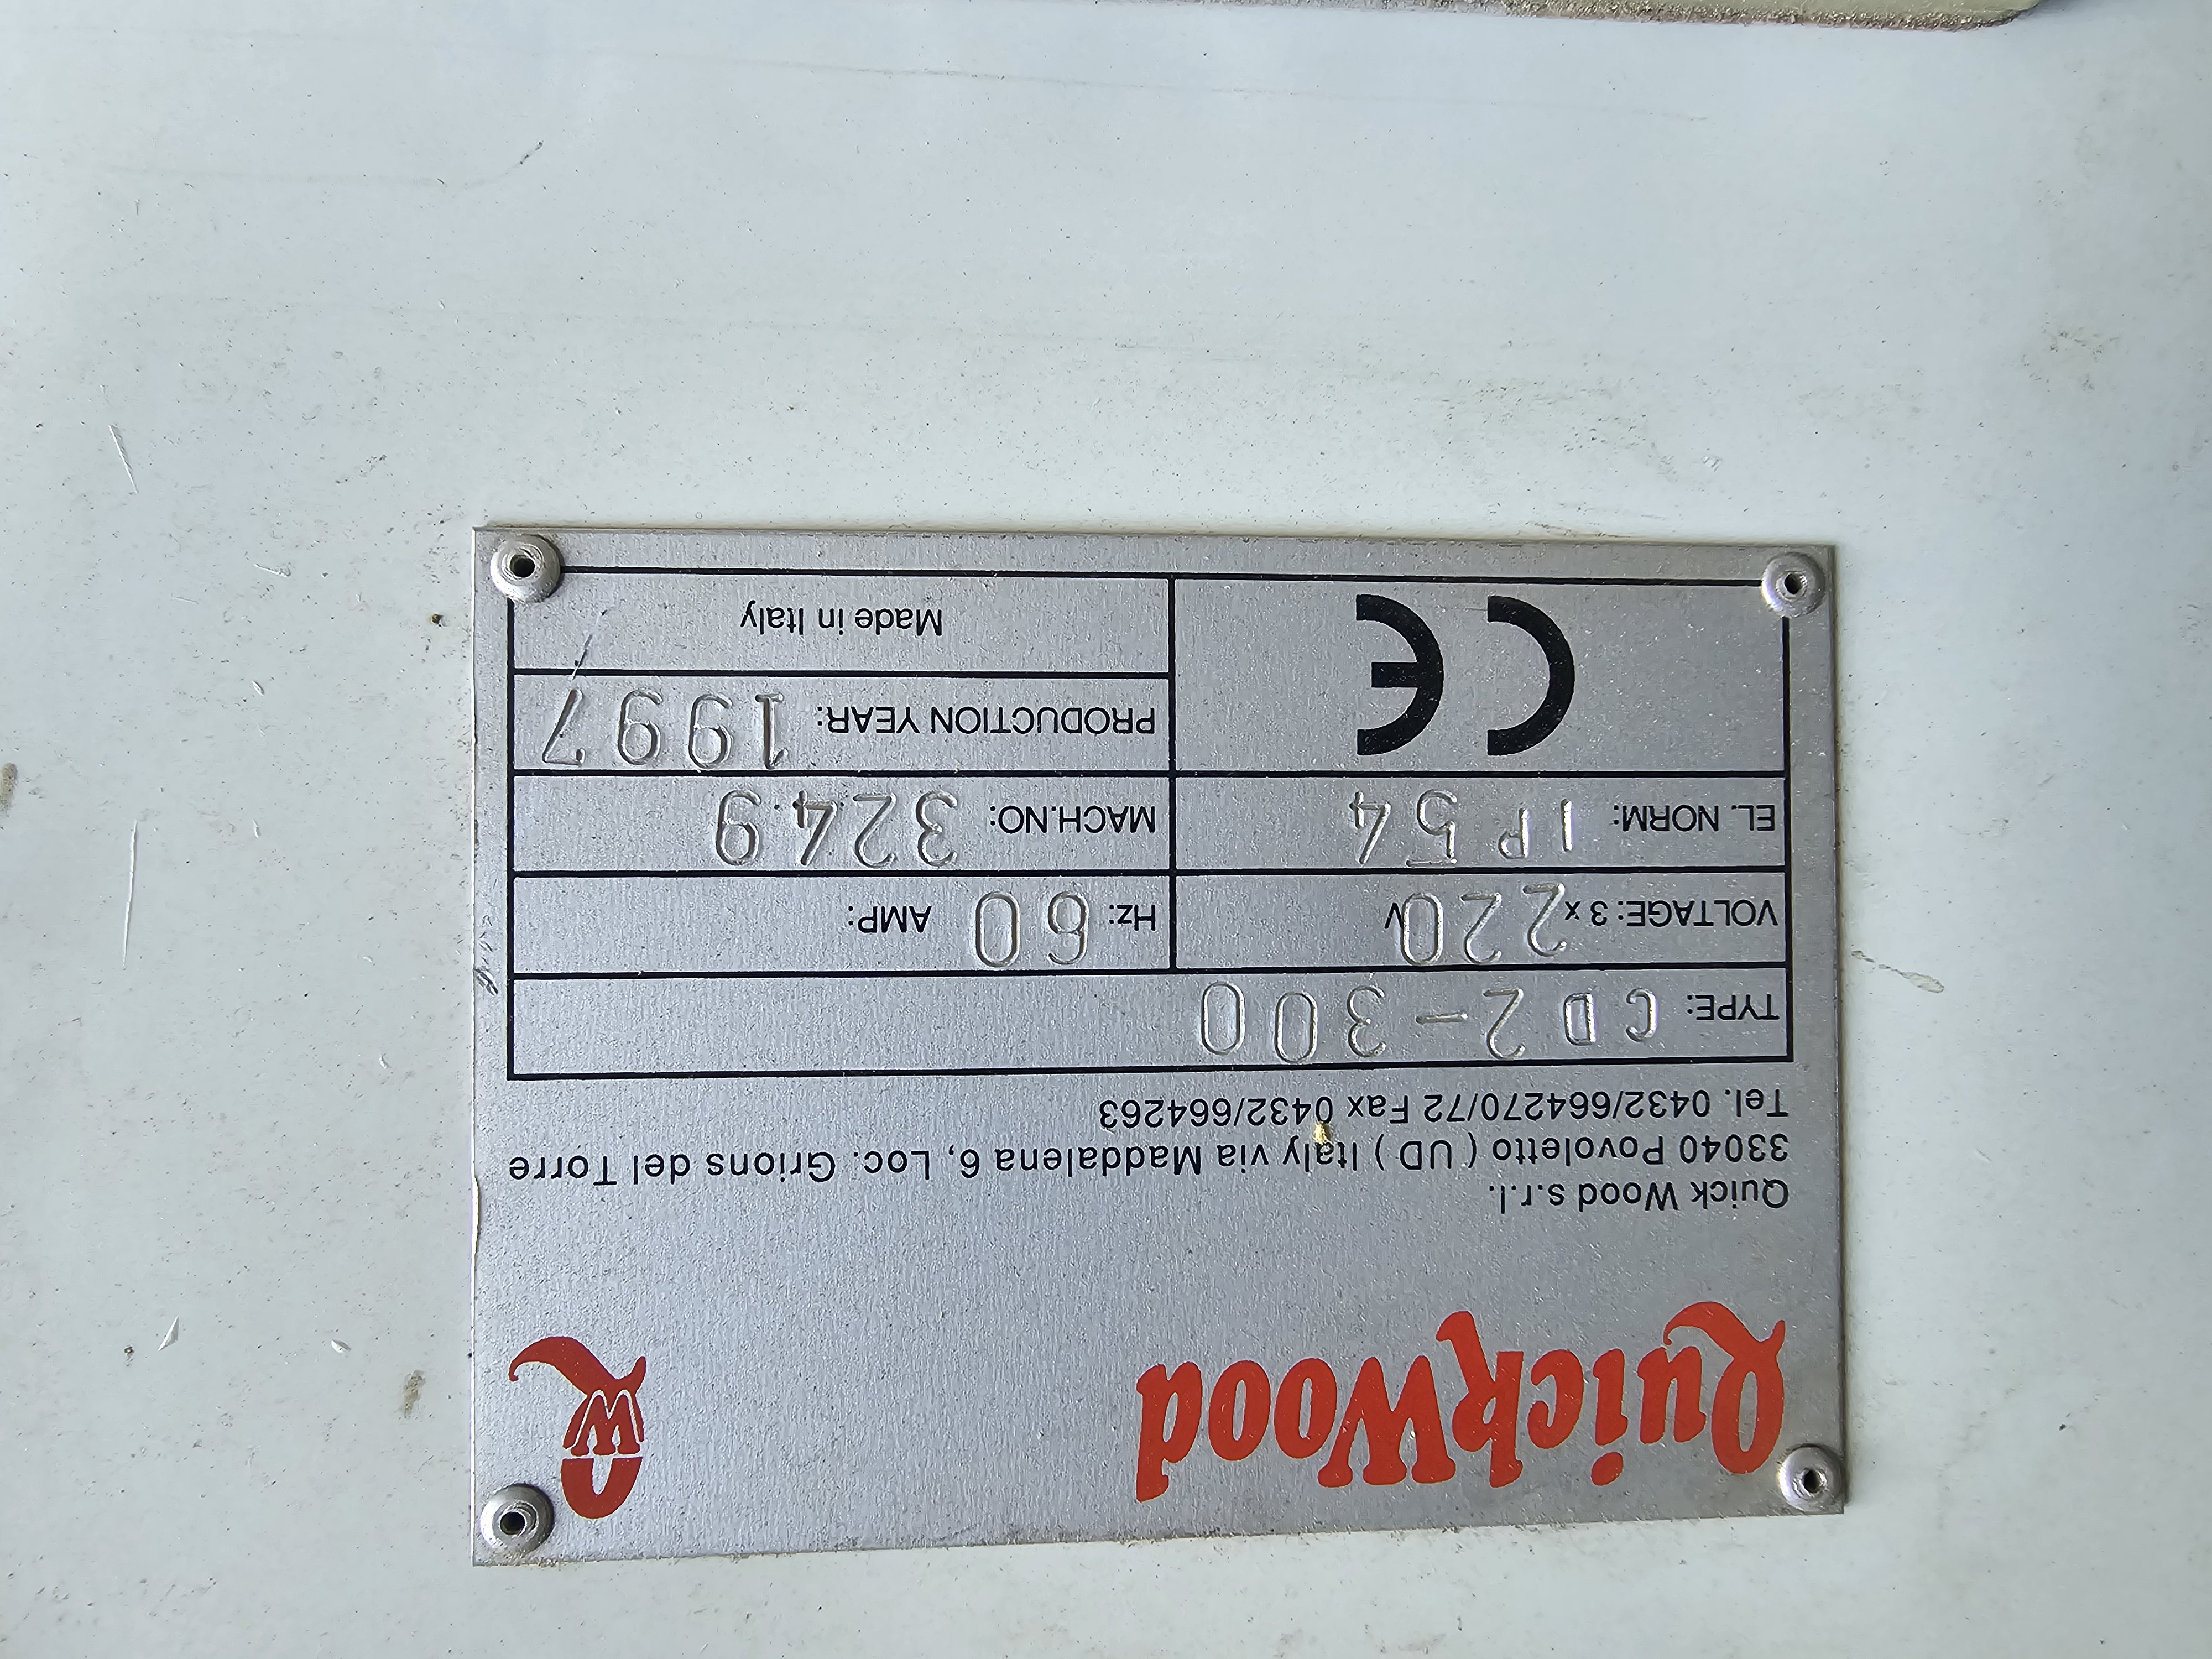 QuickWood
QW
Quick Wood s.r.l.
33040 Povoletto ( UD ) Italy via Maddalena 6, Loc. Grions del Torre
Tel. 0432/664270/72 Fax 0432/664263
TYPE: CD2-300
VOLTAGE: 3 x 220 V Hz: 60 AMP:
EL. NORM: IP54 MACH.NO: 3249
CE PRODUCTION YEAR: 1997
Made in Italy